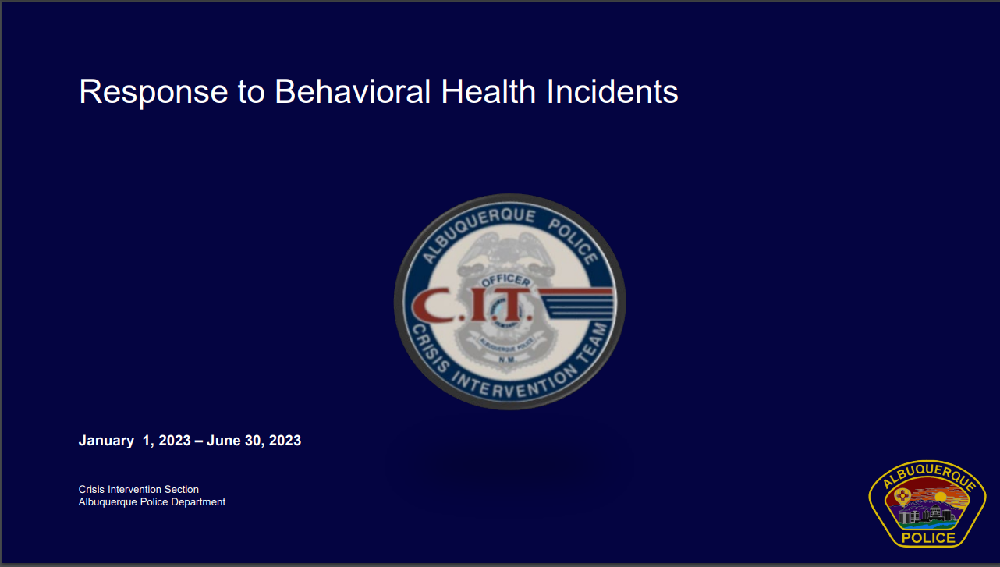 Response to Behavioral Health Incidents
ALBUQUERQUE POLICE
OFFICER
C.I.T.
ALBUQUERQUE POLICE
N.M.
CRISIS INTERVENTION TEAM
January 1, 2023 – June 30, 2023
Crisis Intervention Section
Albuquerque Police Department
ALBUQUERQUE
POLICE